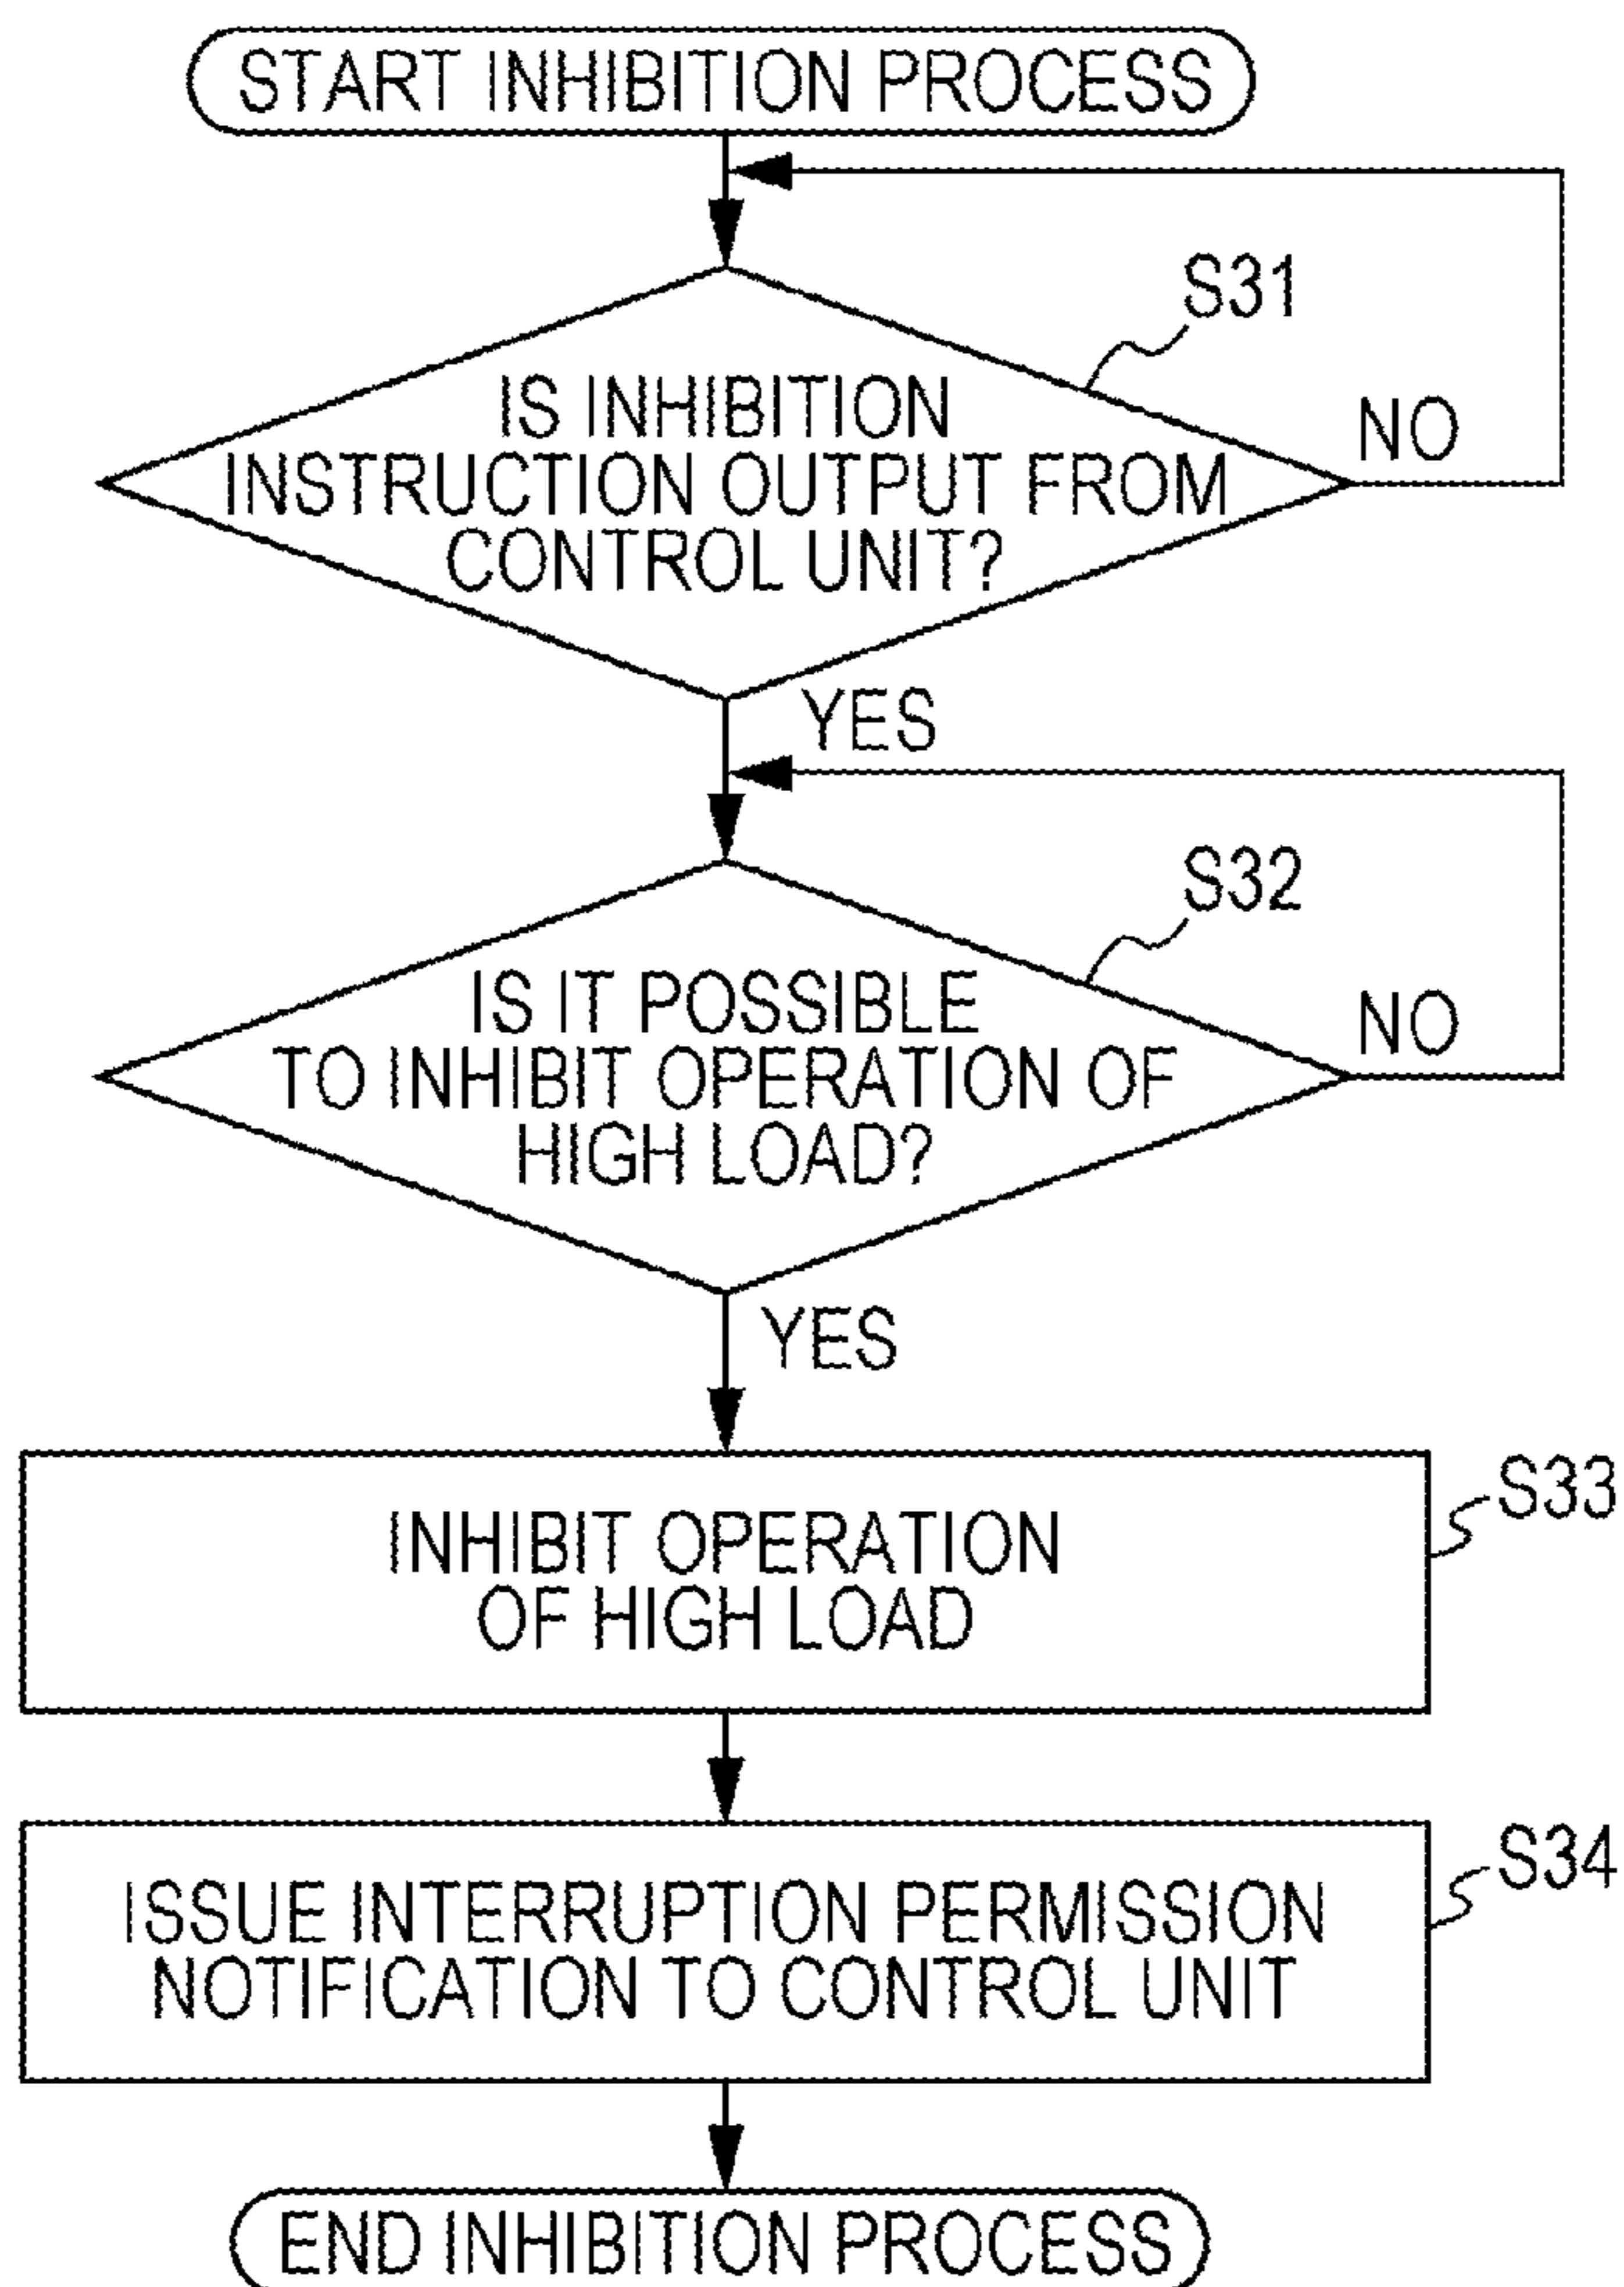 START INHIBITION PROCESS
S31
IS INHIBITION
INSTRUCTION OUTPUT FROM
CONTROL UNIT?
NO
YES
S32
IS IT POSSIBLE
TO INHIBIT OPERATION OF
HIGH LOAD?
NO
YES
S33
INHIBIT OPERATION
OF HIGH LOAD
S34
ISSUE INTERRUPTION PERMISSION
NOTIFICATION TO CONTROL UNIT
END INHIBITION PROCESS